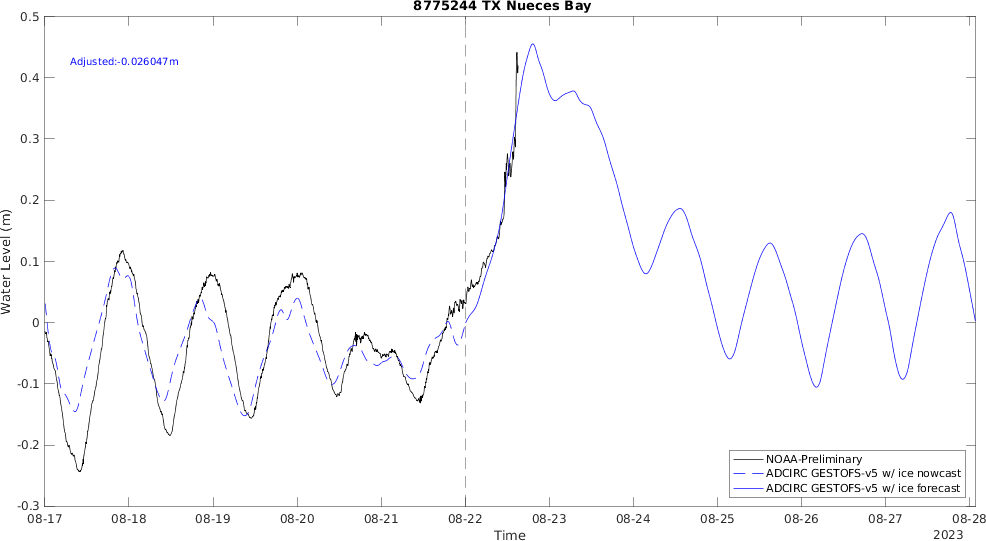 8775244 TX Nueces Bay
Adjusted:-0.026047m
Water Level (m)
0.5
0.4
0.3
0.2
0.1
0
-0.1
-0.2
-0.3
NOAA-Preliminary
ADCIRC GESTOFS-v5 w/ ice nowcast
ADCIRC GESTOFS-v5 w/ ice forecast
08-17 08-18 08-19 08-20 08-21 08-22 08-23 08-24 08-25 08-26 08-27 08-28
Time
2023